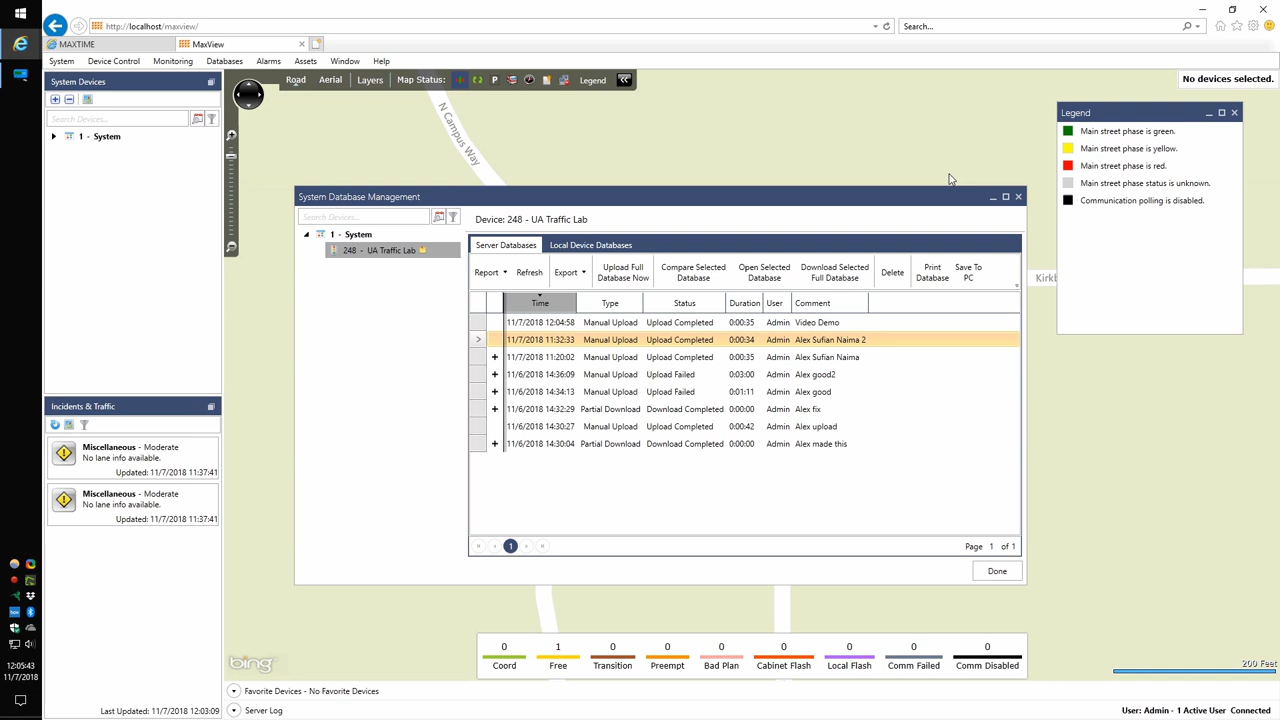 http://localhost/maxview/
Search...
MAXTIME
MaxView
System Device Control Monitoring Databases Alarms Assets Window Help
System Devices
Search Devices...
1 - System
Road Aerial Layers Map Status: P Legend
No devices selected.
N Campus Way
Legend
Main street phase is green.
Main street phase is yellow.
Main street phase is red.
Main street phase status is unknown.
Communication polling is disabled.
System Database Management
Search Devices...
1 - System
248 - UA Traffic Lab
Device: 248 - UA Traffic Lab
Server Databases Local Device Databases
Report Refresh Export Upload Full Database Now Compare Selected Database Open Selected Database Download Selected Full Database Delete Print Database Save To PC
Time Type Status Duration User Comment
11/7/2018 12:04:58 Manual Upload Upload Completed 0:00:35 Admin Video Demo
11/7/2018 11:32:33 Manual Upload Upload Completed 0:00:34 Admin Alex Sufian Naima 2
11/7/2018 11:20:02 Manual Upload Upload Completed 0:00:35 Admin Alex Sufian Naima
11/6/2018 14:36:09 Manual Upload Upload Failed 0:03:00 Admin Alex good2
11/6/2018 14:34:13 Manual Upload Upload Failed 0:01:11 Admin Alex good
11/6/2018 14:32:29 Partial Download Download Completed 0:00:00 Admin Alex fix
11/6/2018 14:30:27 Manual Upload Upload Completed 0:00:42 Admin Alex upload
11/6/2018 14:30:04 Partial Download Download Completed 0:00:00 Admin Alex made this
1
Page 1 of 1
Done
Kirkb
Incidents & Traffic
Miscellaneous - Moderate
No lane info available.
Updated: 11/7/2018 11:37:41
Miscellaneous - Moderate
No lane info available.
Updated: 11/7/2018 11:37:41
Last Updated: 11/7/2018 12:03:09
0 1 0 0 0 0 0 0 0
Coord Free Transition Preempt Bad Plan Cabinet Flash Local Flash Comm Failed Comm Disabled
bing
200 Feet
Favorite Devices - No Favorite Devices
Server Log
User: Admin - 1 Active User Connected
box
12:05:43
11/7/2018